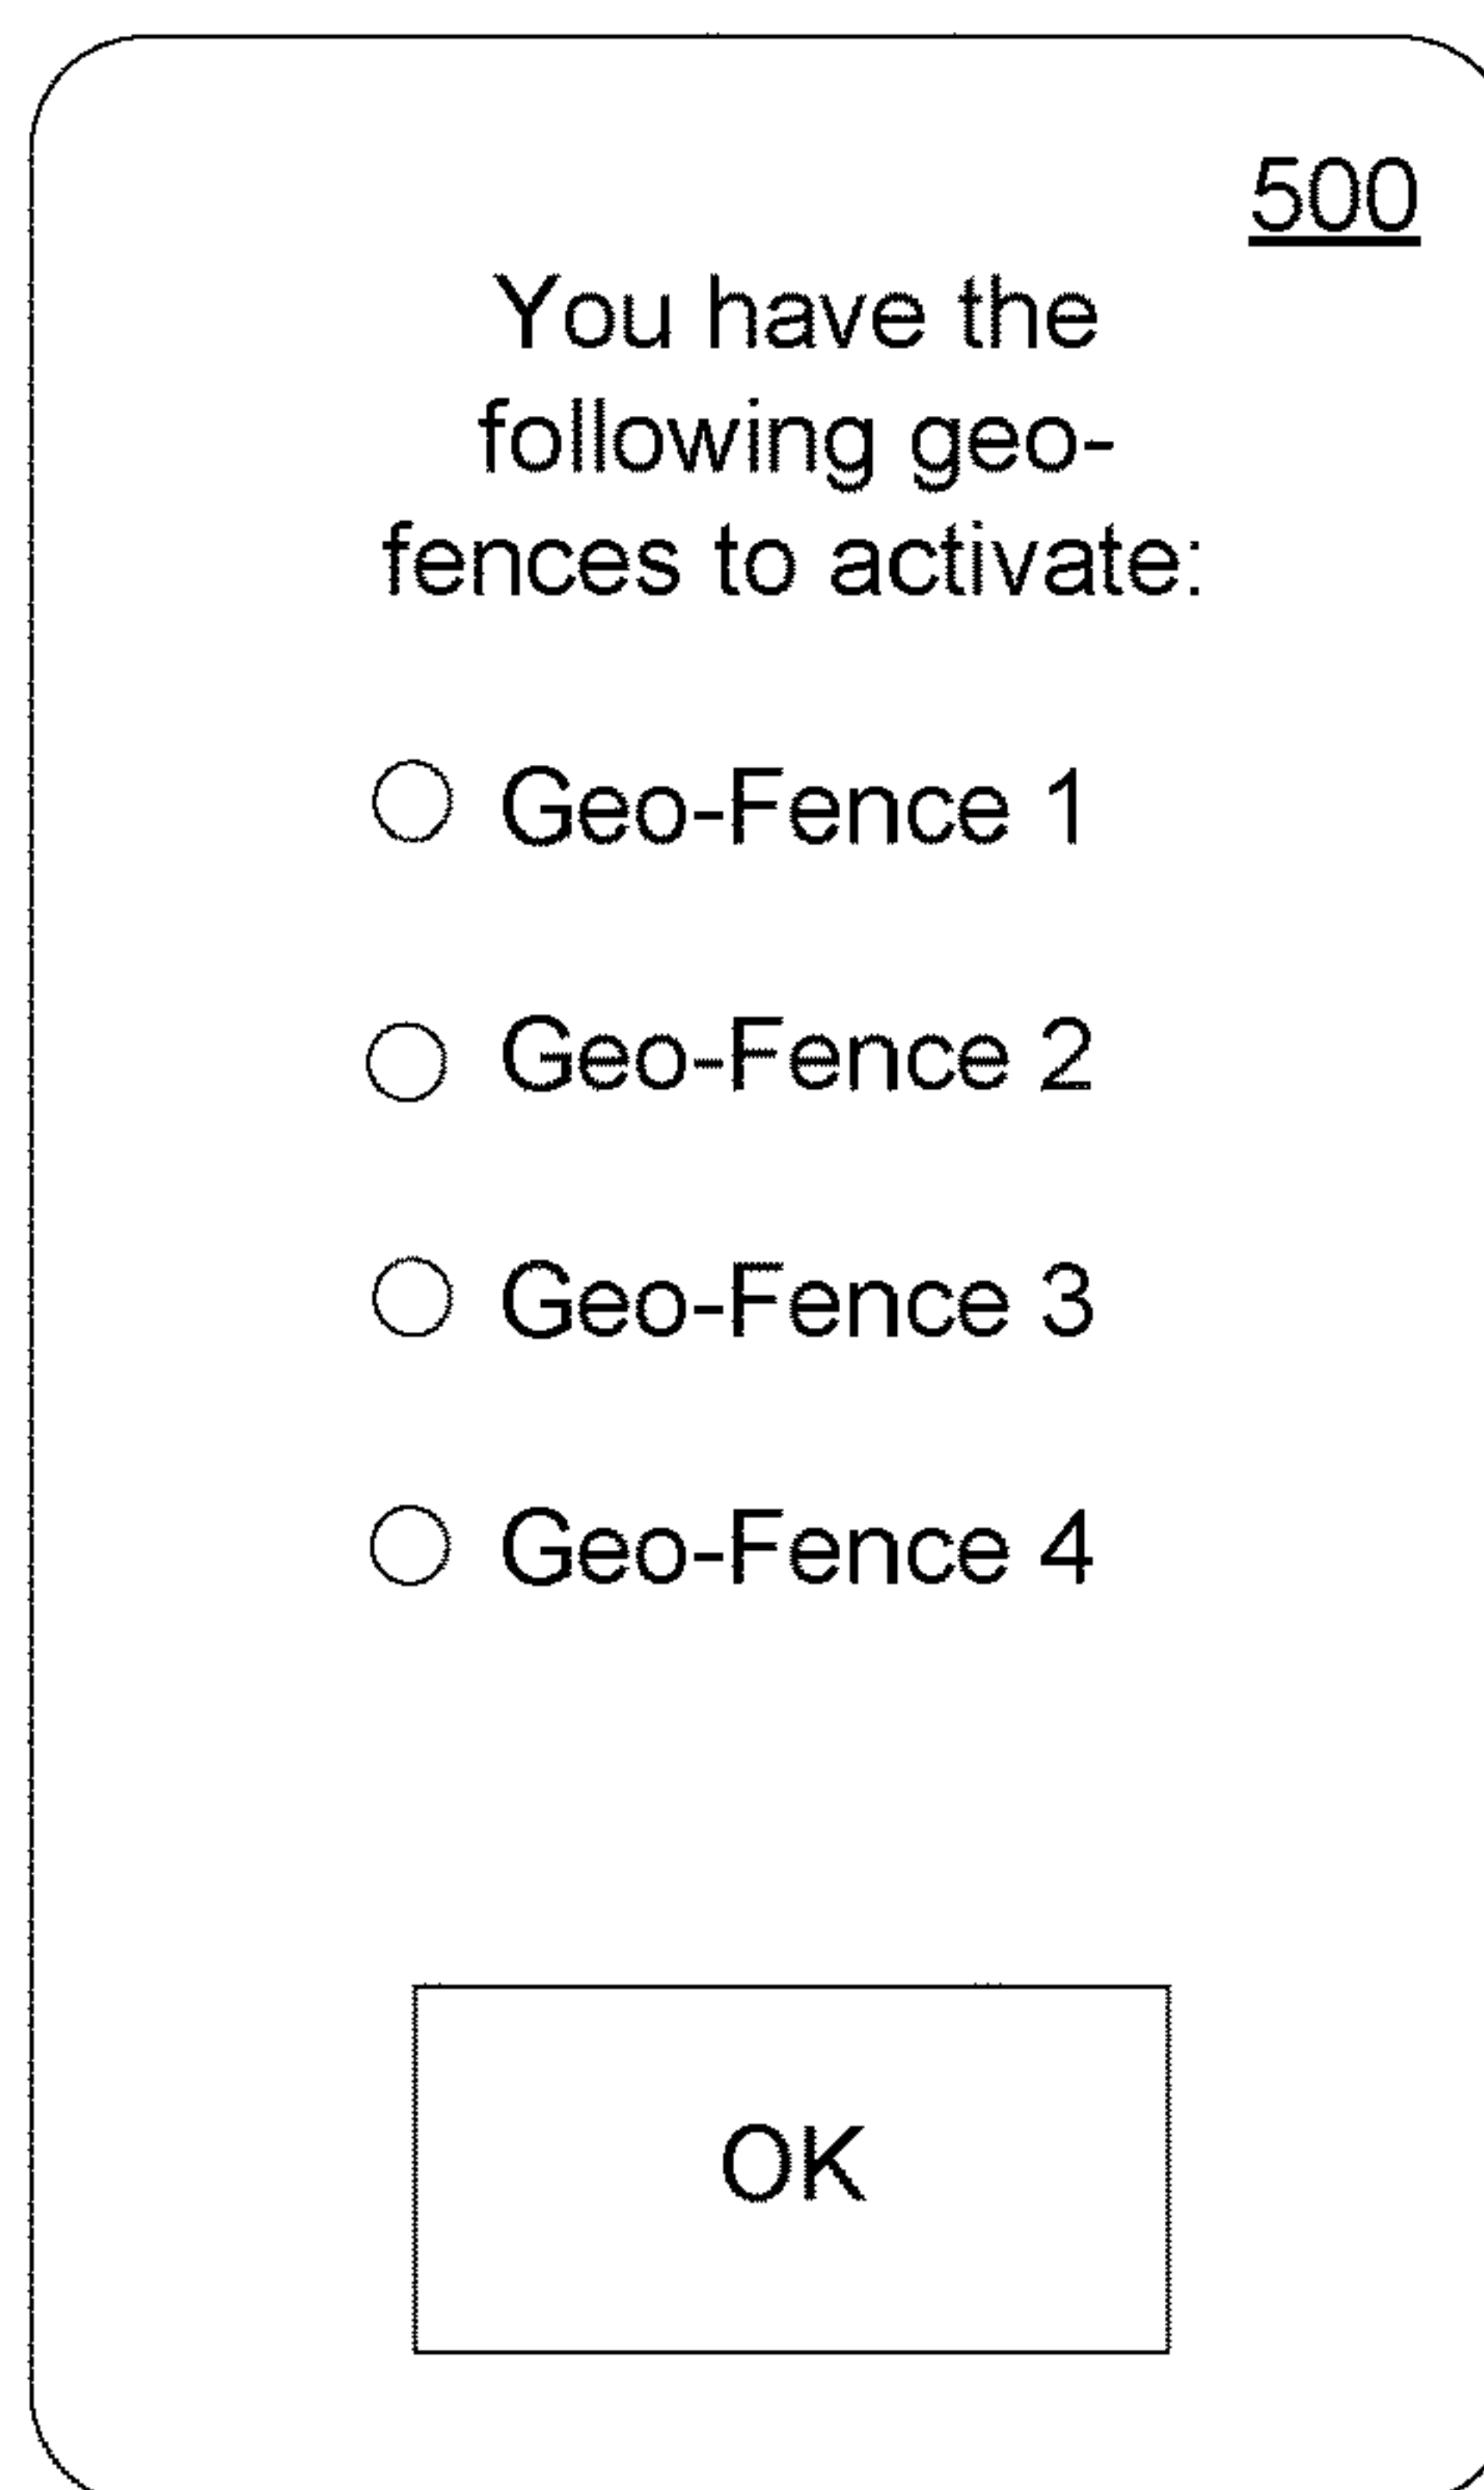 500
You have the
following geo-
fences to activate:
Geo-Fence 1
Geo-Fence 2
Geo-Fence 3
Geo-Fence 4
OK